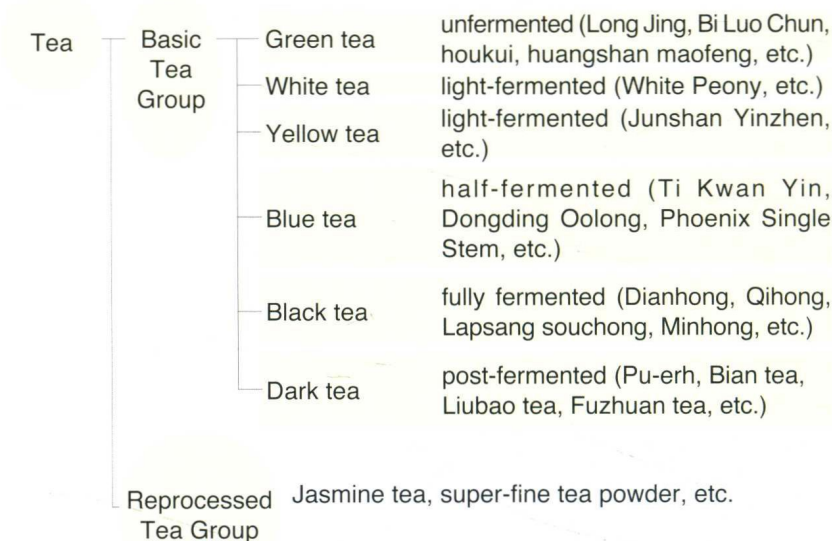 Tea
Basic
Tea
Group
Green tea
unfermented (Long Jing, Bi Luo Chun,
houkui, huangshan maofeng, etc.)
White tea
light-fermented (White Peony, etc.)
Yellow tea
light-fermented (Junshan Yinzhen,
etc.)
Blue tea
half-fermented (Ti Kwan Yin,
Dongding Oolong, Phoenix Single
Stem, etc.)
Black tea
fully fermented (Dianhong, Qihong,
Lapsang souchong, Minhong, etc.)
Dark tea
post-fermented (Pu-erh, Bian tea,
Liubao tea, Fuzhuan tea, etc.)
Reprocessed
Tea Group
Jasmine tea, super-fine tea powder, etc.